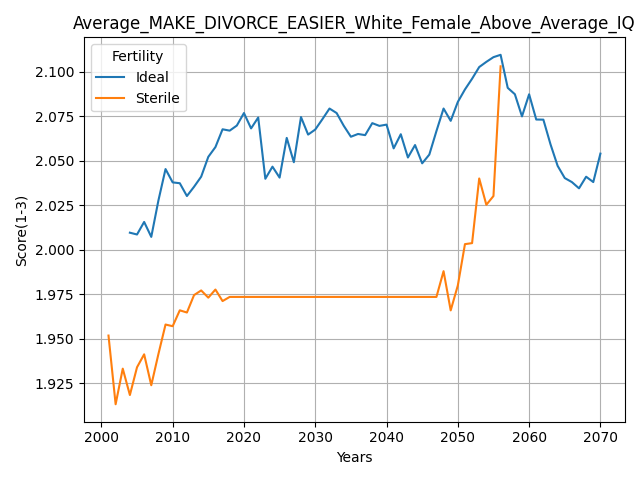 Average_MAKE_DIVORCE_EASIER_White_Female_Above_Average_IQ
Fertility
Ideal
Sterile
Score(1-3)
2.100
2.075
2.050
2.025
2.000
1.975
1.950
1.925
2000 2010 2020 2030 2040 2050 2060 2070
Years